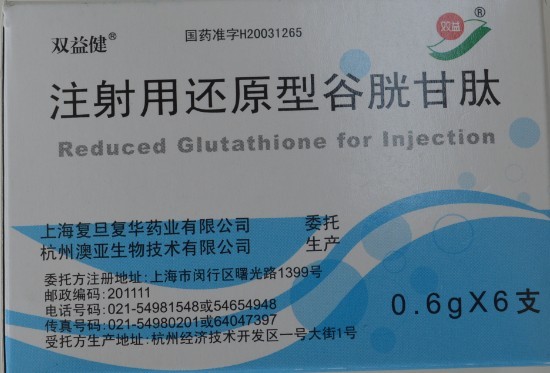 双益健®
国药准字H20031265
双益®
注射用还原型谷胱甘肽
Reduced Glutathione for Injection
上海复旦复华药业有限公司 委托
杭州澳亚生物技术有限公司 生产
委托方注册地址:上海市闵行区曙光路1399号
邮政编码:201111
电话号码:021-54981548或54654948
传真号码:021-54980201或64047397
受托方生产地址:杭州经济技术开发区一号大街1号
0.6gX6支